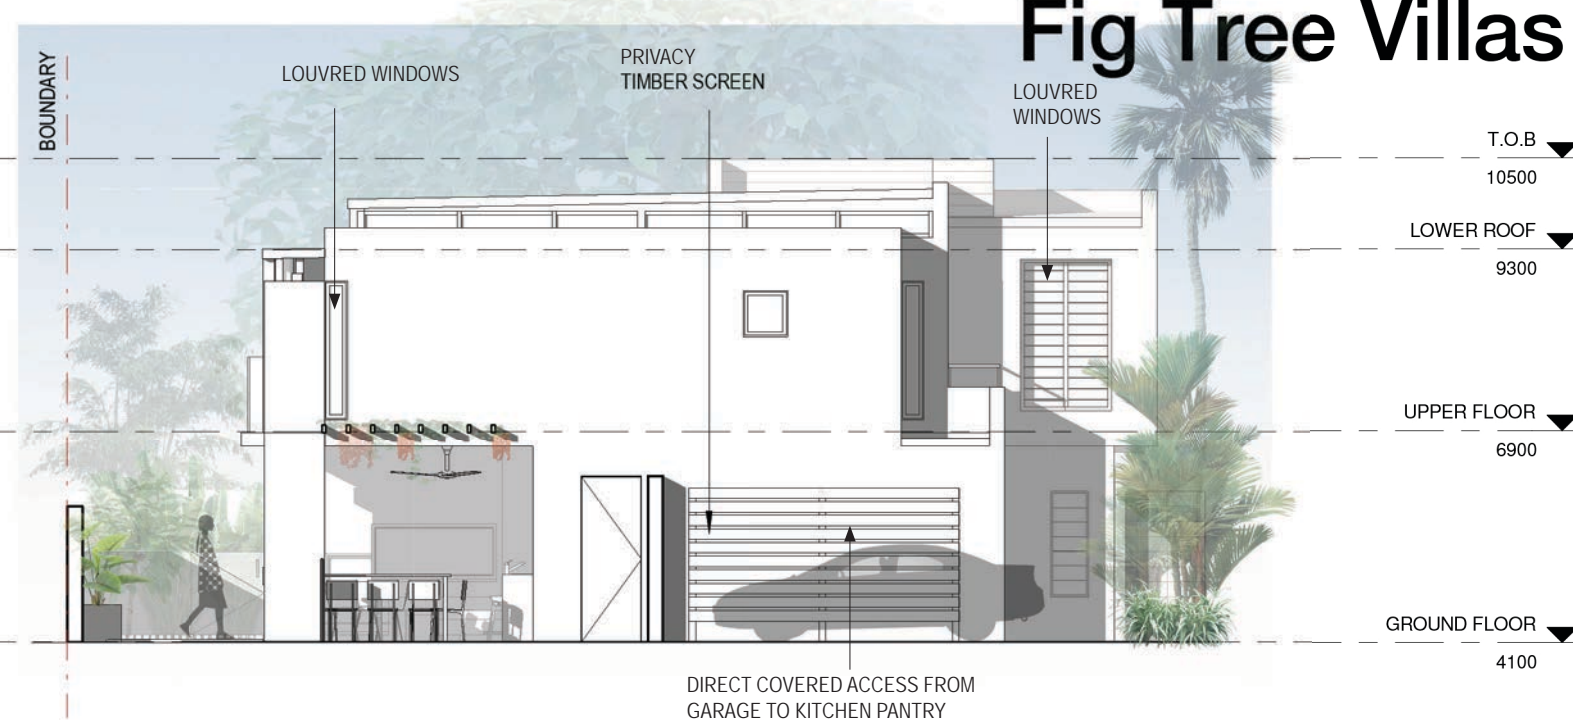 Fig Tree Villas
BOUNDARY
LOUVRED WINDOWS
PRIVACY
TIMBER SCREEN
LOUVRED
WINDOWS
T.O.B
10500
LOWER ROOF
9300
UPPER FLOOR
6900
GROUND FLOOR
4100
DIRECT COVERED ACCESS FROM
GARAGE TO KITCHEN PANTRY